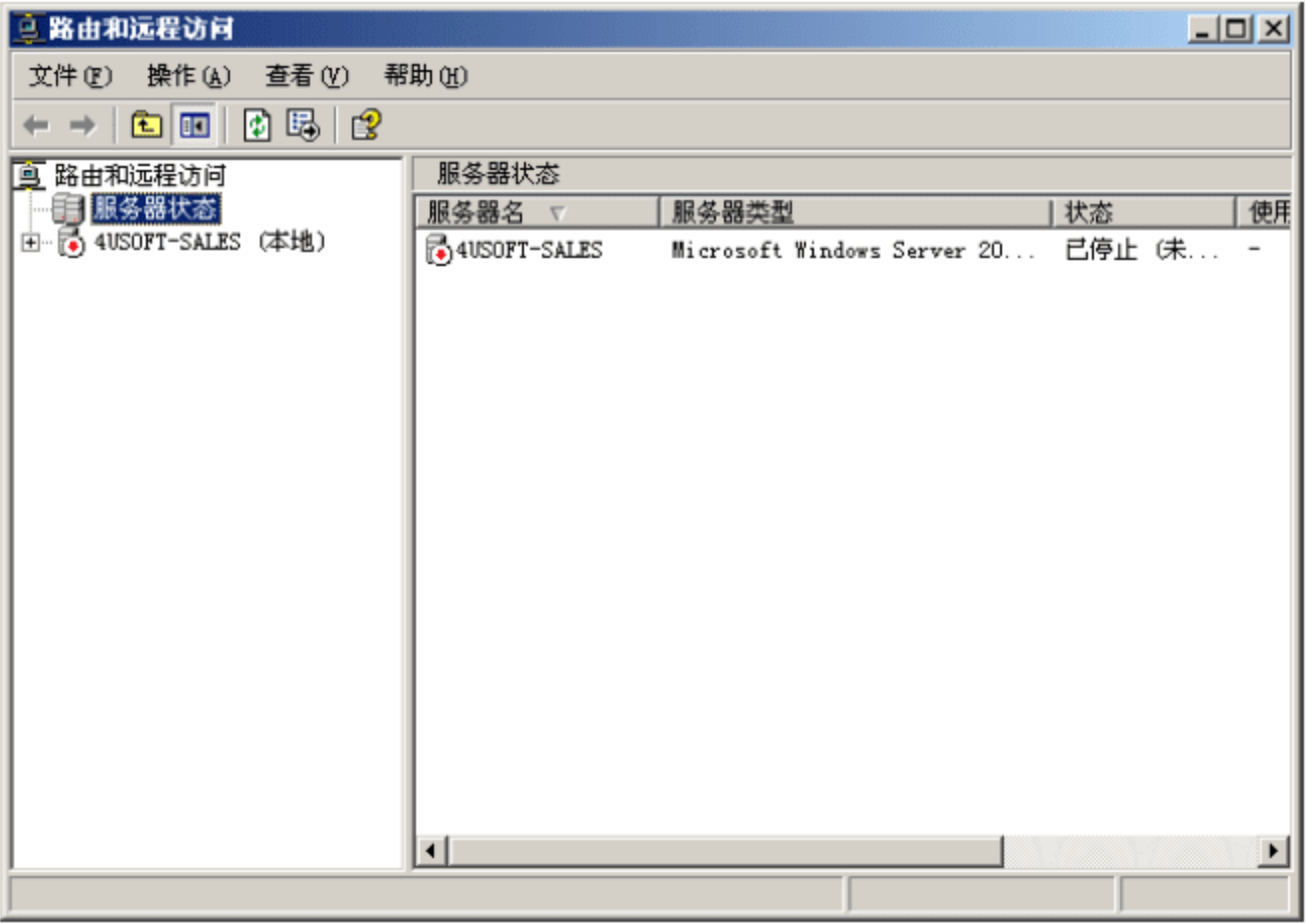 路由和远程访问
文件(F) 操作(A) 查看(V) 帮助(H)
路由和远程访问
服务器状态
4USOFT-SALES (本地)
服务器状态
服务器名 服务器类型 状态 使用
4USOFT-SALES Microsoft Windows Server 20... 已停止 (未... -